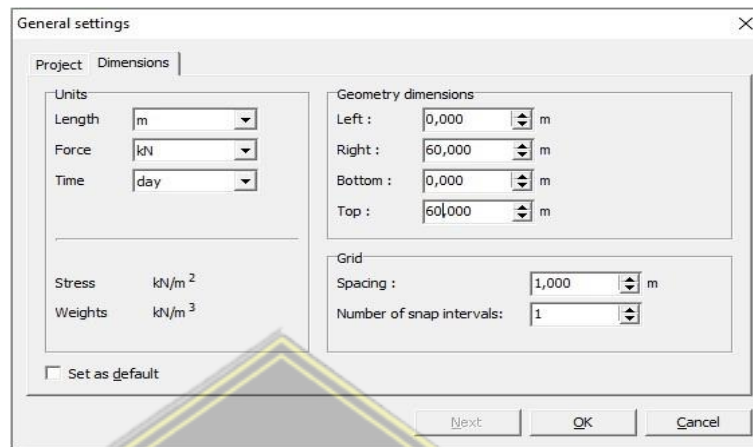 General settings
Project Dimensions
Units
Length m
Force kN
Time day
Stress kN/m 2
Weights kN/m 3
Set as default
Geometry dimensions
Left : 0,000 m
Right : 60,000 m
Bottom : 0,000 m
Top : 60,000 m
Grid
Spacing : 1,000 m
Number of snap intervals: 1
Next OK Cancel